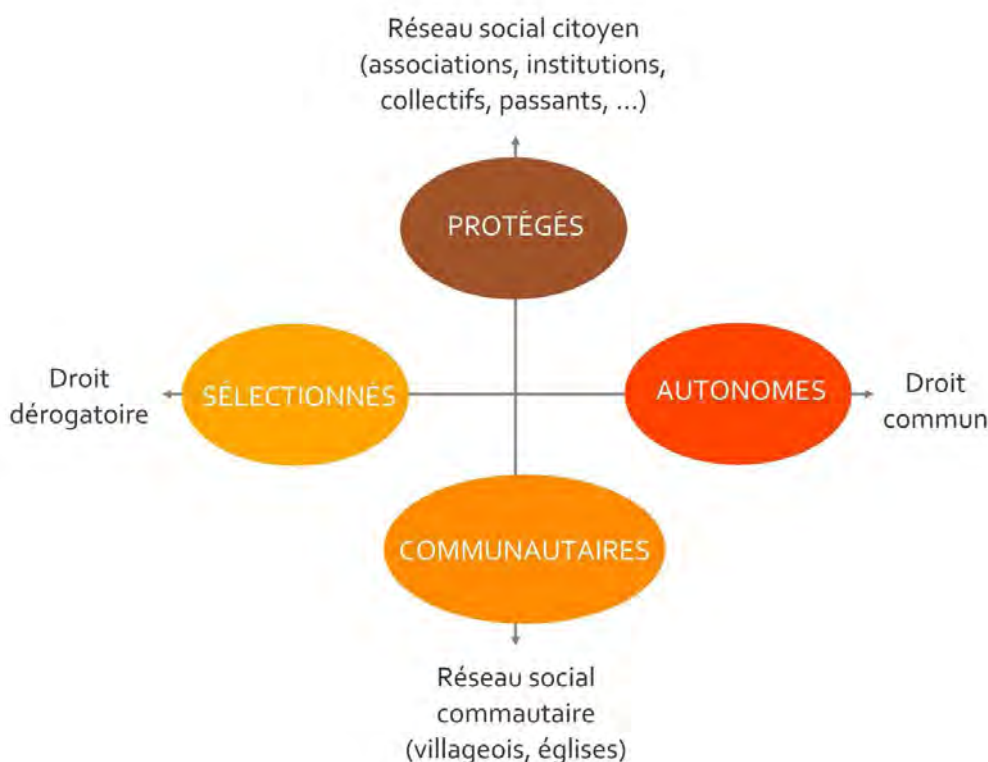 Réseau social citoyen
(associations, institutions,
collectifs, passants, ...)
PROTÉGÉS
Droit
dérogatoire
SÉLECTIONNÉS
AUTONOMES
Droit
commun
COMMUNAUTAIRES
Réseau social
commautaire
(villageois, églises)